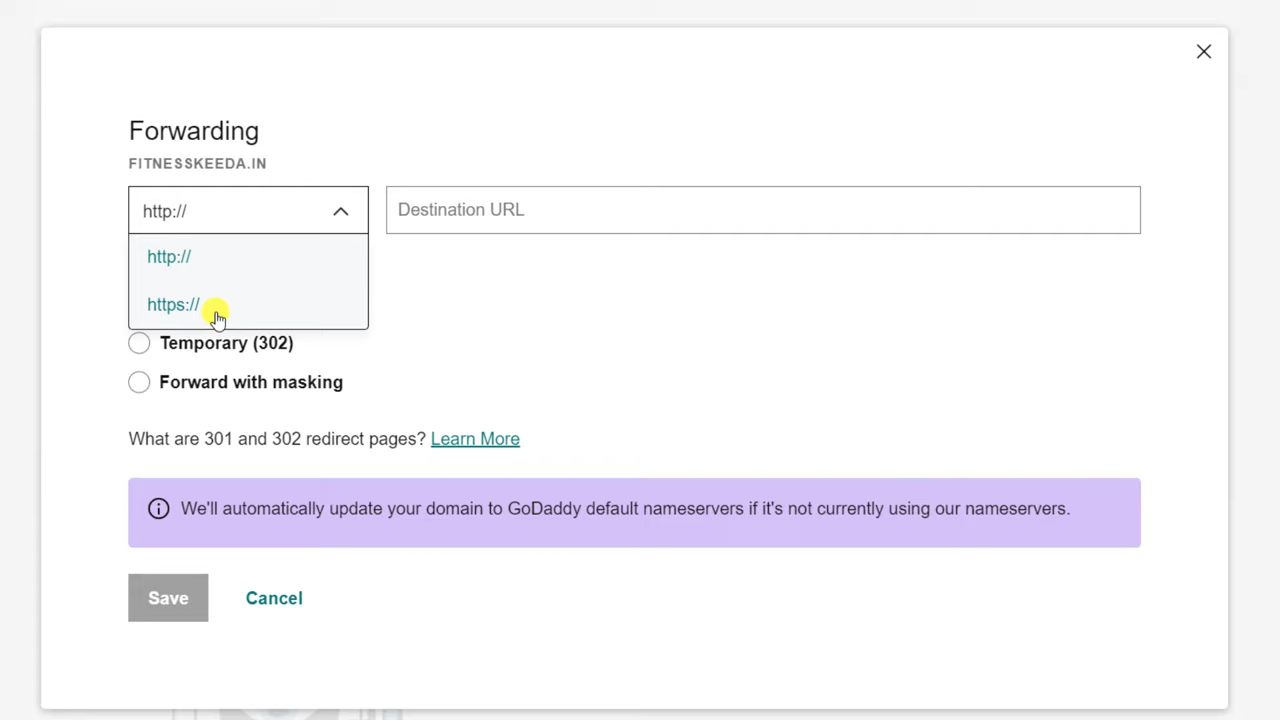 Forwarding
FITNESSKEEDA.IN
http://
Destination URL
http://
https://
Temporary (302)
Forward with masking
What are 301 and 302 redirect pages? Learn More
We'll automatically update your domain to GoDaddy default nameservers if it's not currently using our nameservers.
Save
Cancel